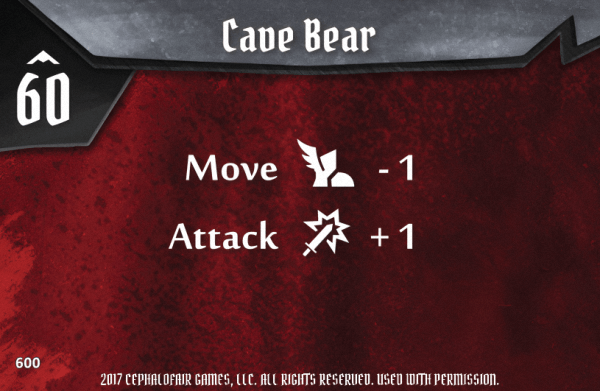 Cave Bear
60
Move - 1
Attack + 1
600
2017 CEPHALOFAIR GAMES, LLC. ALL RIGHTS RESERVED. USED WITH PERMISSION.